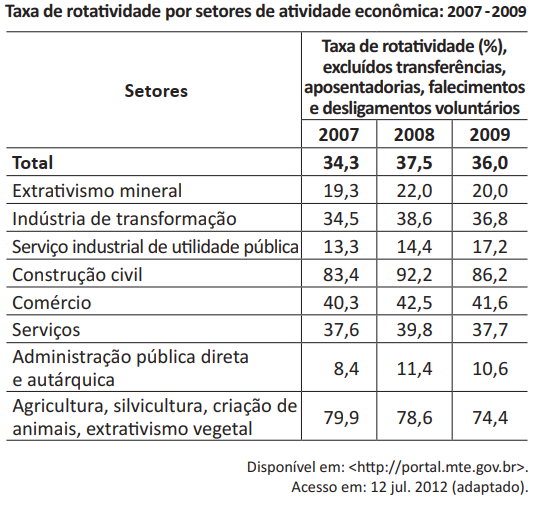 Taxa de rotatividade por setores de atividade econômica: 2007 - 2009
Setores
Taxa de rotatividade (%),
excluídos transferências,
aposentadorias, falecimentos
e desligamentos voluntários
2007 2008 2009
Total 34,3 37,5 36,0
Extrativismo mineral 19,3 22,0 20,0
Indústria de transformação 34,5 38,6 36,8
Serviço industrial de utilidade pública 13,3 14,4 17,2
Construção civil 83,4 92,2 86,2
Comércio 40,3 42,5 41,6
Serviços 37,6 39,8 37,7
Administração pública direta
e autárquica 8,4 11,4 10,6
Agricultura, silvicultura, criação de
animais, extrativismo vegetal 79,9 78,6 74,4
Disponível em: <http://portal.mte.gov.br>.
Acesso em: 12 jul. 2012 (adaptado).